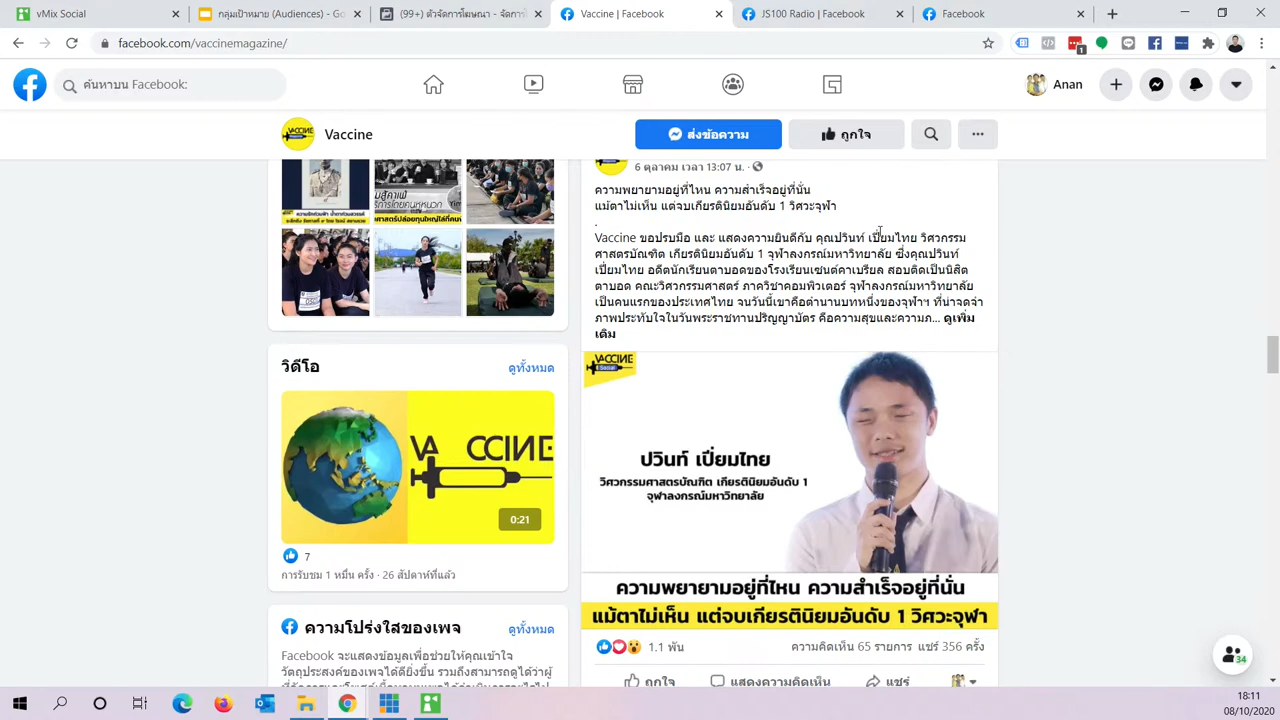 vMix Social
กลุ่มเป้าหมาย (Audiences) - จะสร้าง
(99+) ตัวจัดการโฆษณา - จัดการโ
Vaccine | Facebook
JS100 Radio | Facebook
Facebook
facebook.com/vaccinemagazine/
1
ค้นหาบน Facebook:
Anan
Vaccine
ส่งข้อความ
ถูกใจ
6 ตุลาคม เวลา 13:07 น.
ความพยายามอยู่ที่ไหน ความสำเร็จอยู่ที่นั่น
แม้ตาไม่เห็น แต่จบเกียรตินิยมอันดับ 1 วิศวะจุฬา
.
Vaccine ขอปรบมือ และ แสดงความยินดีกับ คุณปวินท์ เปี่ยมไทย วิศวกรรม
ศาสตรบัณฑิต เกียรตินิยมอันดับ 1 จุฬาลงกรณ์มหาวิทยาลัย ซึ่งคุณปวินท์
เปี่ยมไทย อดีตนักเรียนตาบอดของโรงเรียนเซนต์คาเบรียล สอบติดเป็นนิสิต
ตาบอด คณะวิศวกรรมศาสตร์ ภาควิชาคอมพิวเตอร์ จุฬาลงกรณ์มหาวิทยาลัย
เป็นคนแรกของประเทศไทย จนวันนี้เขาคือตำนานบทหนึ่งของจุฬาฯ ที่น่าจดจำ
ภาพประทับใจในวันพระราชทานปริญญาบัตร คือความสุขและความภ... ดูเพิ่ม
เติม
วิดีโอ
ดูทั้งหมด
VA CCINE
0:21
7
การรับชม 1 หมื่น ครั้ง · 26 สัปดาห์ที่แล้ว
ความโปร่งใสของเพจ
ดูทั้งหมด
Facebook จะแสดงข้อมูลเพื่อช่วยให้คุณเข้าใจ
วัตถุประสงค์ของเพจได้ดียิ่งขึ้น รวมถึงสามารถดูได้ว่าผู้
VACCINE
Social
ปวินท์ เปี่ยมไทย
วิศวกรรมศาสตรบัณฑิต เกียรตินิยมอันดับ 1
จุฬาลงกรณ์มหาวิทยาลัย
ความพยายามอยู่ที่ไหน ความสำเร็จอยู่ที่นั่น
แม้ตาไม่เห็น แต่จบเกียรตินิยมอันดับ 1 วิศวะจุฬา
1.1 พัน
ความคิดเห็น 65 รายการ แชร์ 356 ครั้ง
ถูกใจ
แสดงความคิดเห็น
แชร์
34
18:11
08/10/2020